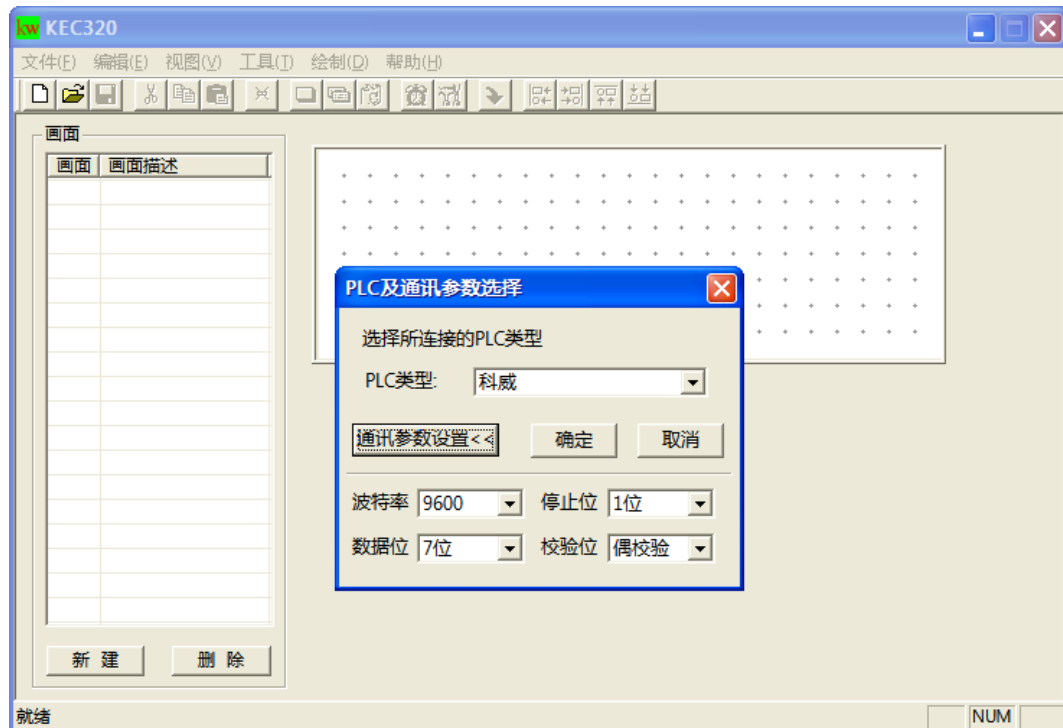 kw KEC320
文件(F) 编辑(E) 视图(V) 工具(T) 绘制(D) 帮助(H)
画面
画面 画面描述
PLC及通讯参数选择
选择所连接的PLC类型
PLC类型: 科威
通讯参数设置<< 确定 取消
波特率 9600 停止位 1位
数据位 7位 校验位 偶校验
新 建 删 除
就绪 NUM